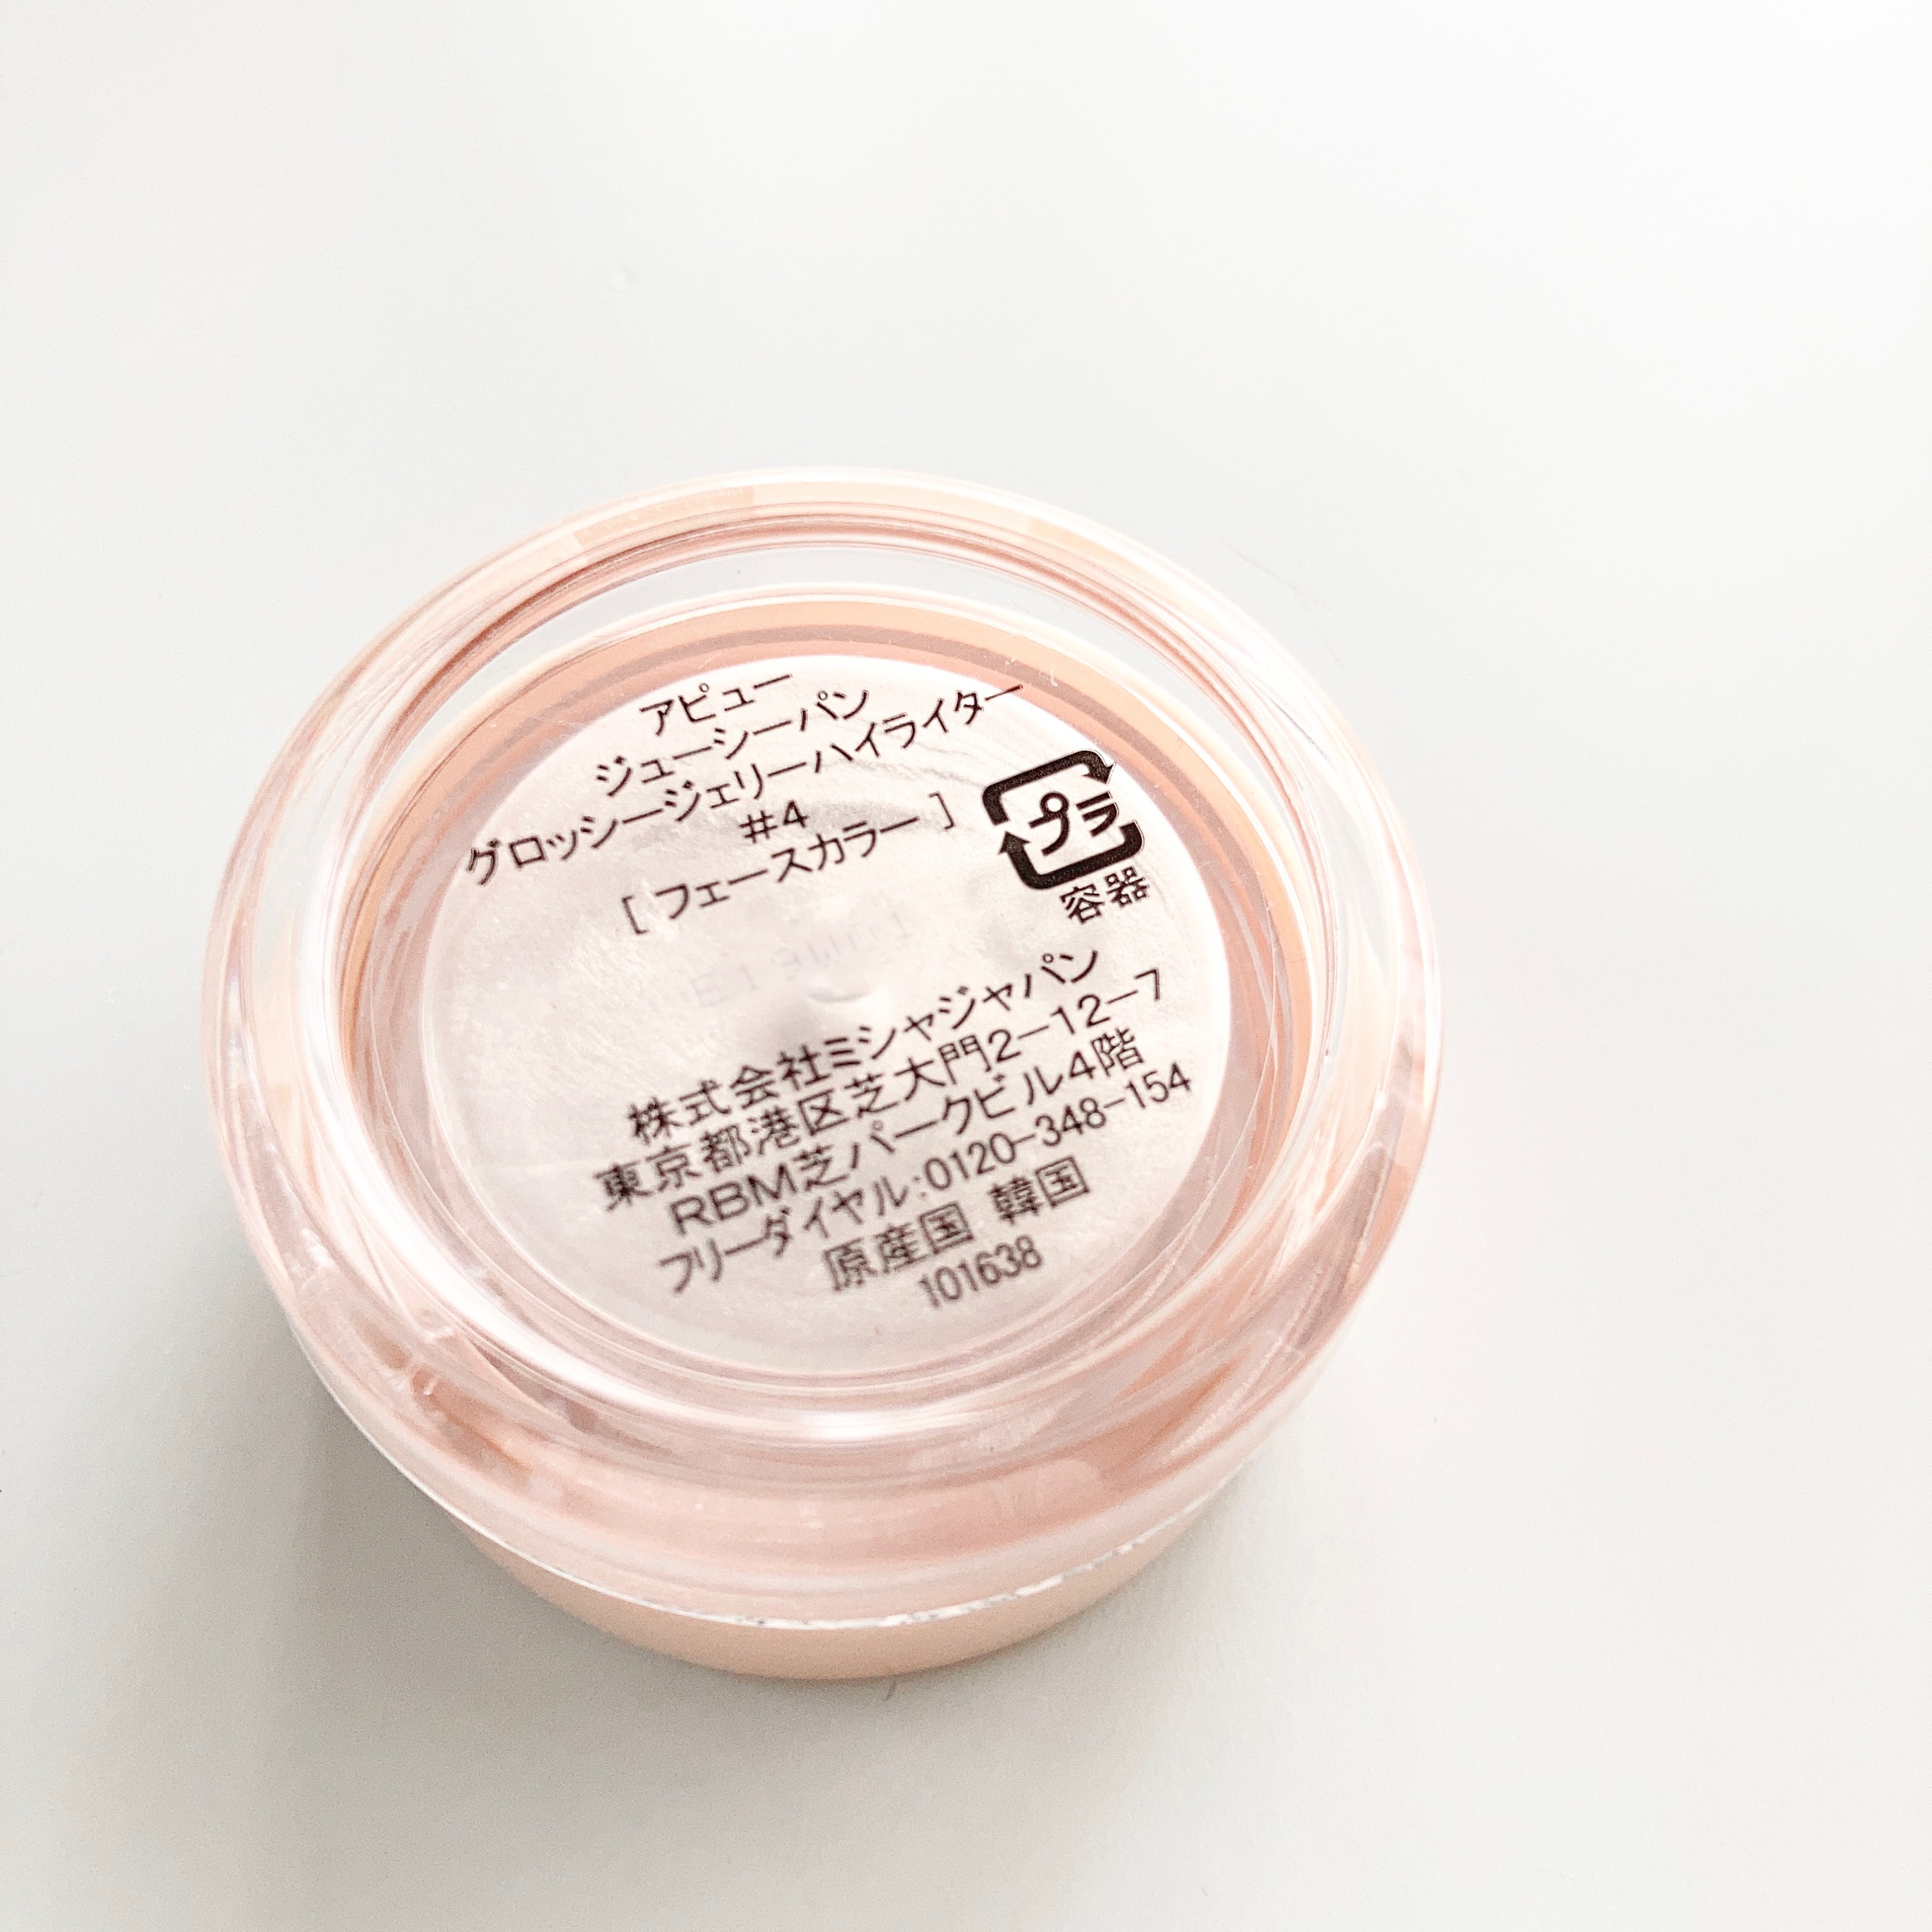 アピュー
ジューシーパン
グロッシージェリーハイライター
#4
[ フェースカラー ]
プラ
容器
株式会社ミシャジャパン
東京都港区芝大門2-12-7
RBM芝パークビル4階
フリーダイヤル:0120-348-154
原産国 韓国
101638